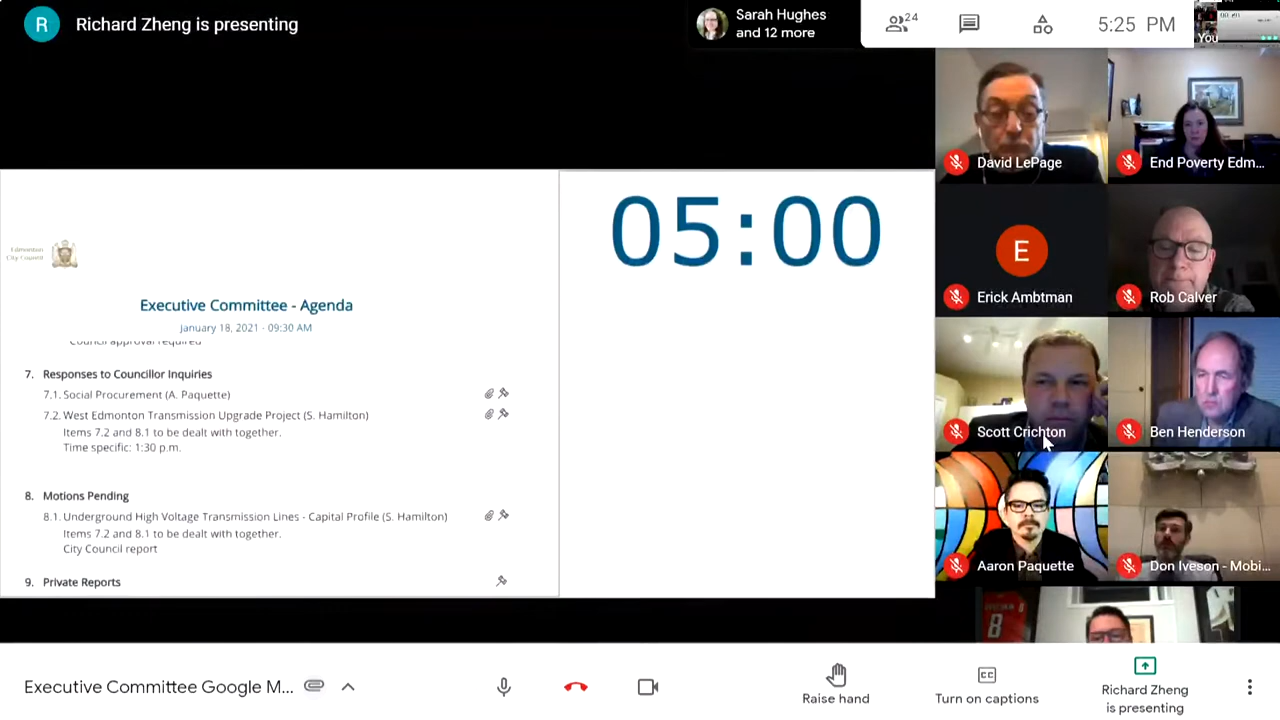 R
Richard Zheng is presenting
Sarah Hughes
and 12 more
24
5:25 PM
You
David LePage
End Poverty Edm...
E
Erick Ambtman
Rob Calver
Scott Crichton
Ben Henderson
Aaron Paquette
Don Iveson - Mobi...
8
Edmonton
City Council
05:00
Executive Committee - Agenda
January 18, 2021 - 09:30 AM
Council approval required
7. Responses to Councillor Inquiries
7.1. Social Procurement (A. Paquette)
7.2. West Edmonton Transmission Upgrade Project (S. Hamilton)
Items 7.2 and 8.1 to be dealt with together.
Time specific: 1:30 p.m.
8. Motions Pending
8.1. Underground High Voltage Transmission Lines - Capital Profile (S. Hamilton)
Items 7.2 and 8.1 to be dealt with together.
City Council report
9. Private Reports
Executive Committee Google M...
Raise hand
CC
Turn on captions
Richard Zheng
is presenting